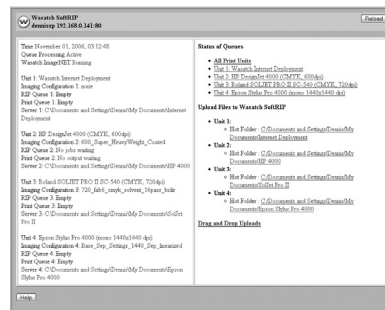 Wasatch SoftRIP
dennisxp 192.168.0.141:80
Reload
Time November 01, 2006, 03:12:48
Queue Processing Active
Wasatch ImageNET Running
Unit 1: Wasatch Internet Deployment
Imaging Configuration 1: none
RIP Queue 1: Empty
Print Queue 1: Empty
Server 1: C:\Documents and Settings\Dennis\My Documents\Internet
Deployment
Unit 2: HP DesignJet 4000 (CMYK, 600dpi)
Imaging Configuration 2: 600_Super_HeavyWeight_Coated
RIP Queue 2: No jobs waiting
Print Queue 2: No output waiting
Server 2: C:\Documents and Settings\Dennis\My Documents\HP 4000
Unit 3: Roland SOLJET PRO II SC-540 (CMYK, 720dpi)
Imaging Configuration 3: 720_fab6_cmyk_solvent_16pass_bidir
RIP Queue 3: Empty
Print Queue 3: Empty
Server 3: C:\Documents and Settings\Dennis\My Documents\SolJet
Pro II
Unit 4: Epson Stylus Pro 4000 (mono 1440x1440 dpi)
Imaging Configuration 4: Base_Sep_Settings_1440_Sep_linearized
RIP Queue 4: Empty
Print Queue 4: Empty
Server 4: C:\Documents and Settings\Dennis\My Documents\Epson
Stylus Pro 4000
Status of Queues
All Print Units
Unit 1: Wasatch Internet Deployment
Unit 2: HP DesignJet 4000 (CMYK, 600dpi)
Unit 3: Roland SOLJET PRO II SC-540 (CMYK, 720dpi)
Unit 4: Epson Stylus Pro 4000 (mono 1440x1440 dpi)
Upload Files to Wasatch SoftRIP
Unit 1:
Hot Folder : C:/Documents and Settings/Dennis/My
Documents/Internet Deployment
Unit 2:
Hot Folder : C:/Documents and Settings/Dennis/My
Documents/HP 4000
Unit 3:
Hot Folder : C:/Documents and Settings/Dennis/My
Documents/SolJet Pro II
Unit 4:
Hot Folder : C:/Documents and Settings/Dennis/My
Documents/Epson Stylus Pro 4000
Drag and Drop Uploads
Help